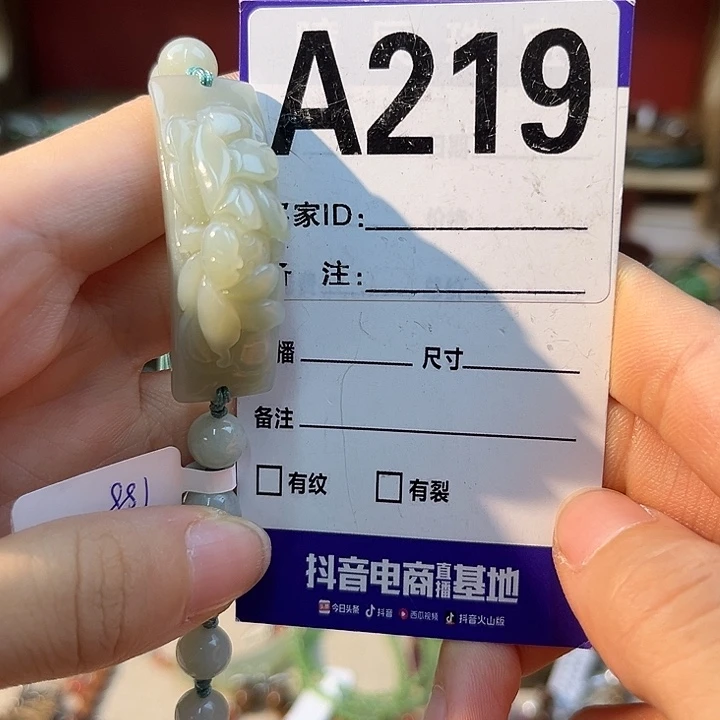 A219
家ID:
注:
播 尺寸
备注
有纹 有裂
抖音电商直播基地
今日头条 抖音 西瓜视频 抖音火山版
881